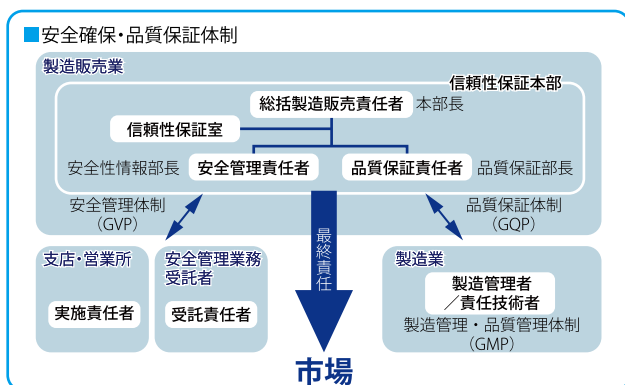 ■安全確保・品質保証体制
製造販売業
信頼性保証本部
総括製造販売責任者 本部長
信頼性保証室
安全性情報部長 安全管理責任者 品質保証責任者 品質保証部長
安全管理体制
(GVP)
品質保証体制
(GQP)
最終責任
支店・営業所
実施責任者
安全管理業務
受託者
受託責任者
製造業
製造管理者
／責任技術者
製造管理・品質管理体制
(GMP)
市場